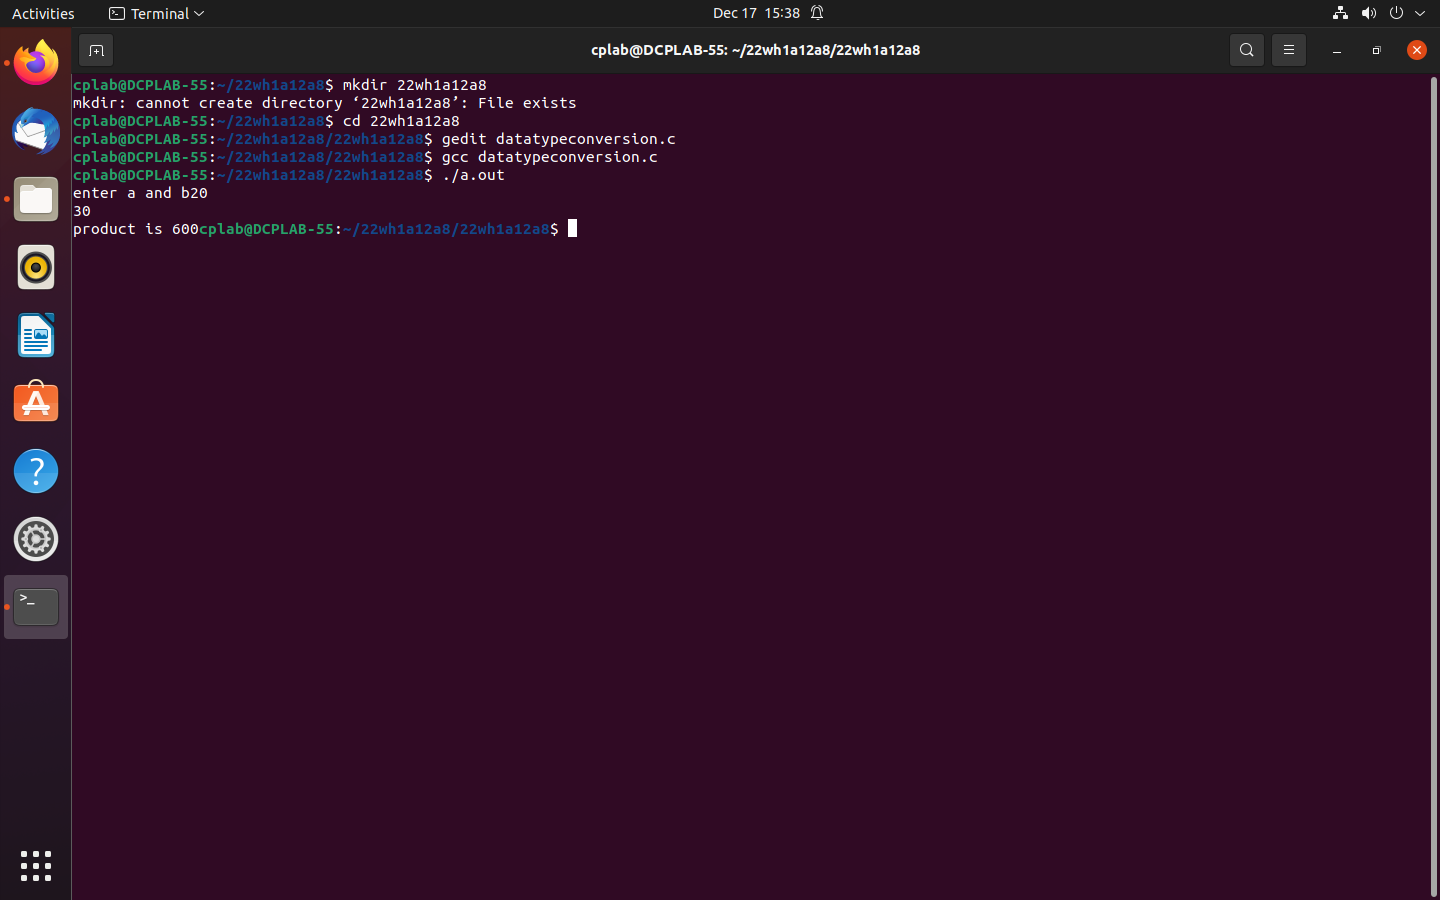 Activities
Terminal
Dec 17 15:38
cplab@DCPLAB-55: ~/22wh1a12a8/22wh1a12a8
cplab@DCPLAB-55:~/22wh1a12a8$ mkdir 22wh1a12a8
mkdir: cannot create directory ‘22wh1a12a8’: File exists
cplab@DCPLAB-55:~/22wh1a12a8$ cd 22wh1a12a8
cplab@DCPLAB-55:~/22wh1a12a8/22wh1a12a8$ gedit datatypeconversion.c
cplab@DCPLAB-55:~/22wh1a12a8/22wh1a12a8$ gcc datatypeconversion.c
cplab@DCPLAB-55:~/22wh1a12a8/22wh1a12a8$ ./a.out
enter a and b20
30
product is 600cplab@DCPLAB-55:~/22wh1a12a8/22wh1a12a8$